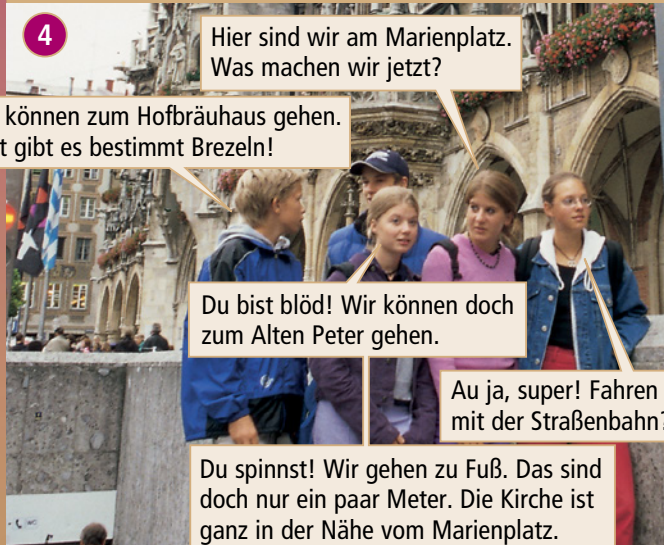 4
Hier sind wir am Marienplatz.
Was machen wir jetzt?
können zum Hofbräuhaus gehen.
gibt es bestimmt Brezeln!
Du bist blöd! Wir können doch
zum Alten Peter gehen.
Au ja, super! Fahren
mit der Straßenbahn?
Du spinnst! Wir gehen zu Fuß. Das sind
doch nur ein paar Meter. Die Kirche ist
ganz in der Nähe vom Marienplatz.
WC